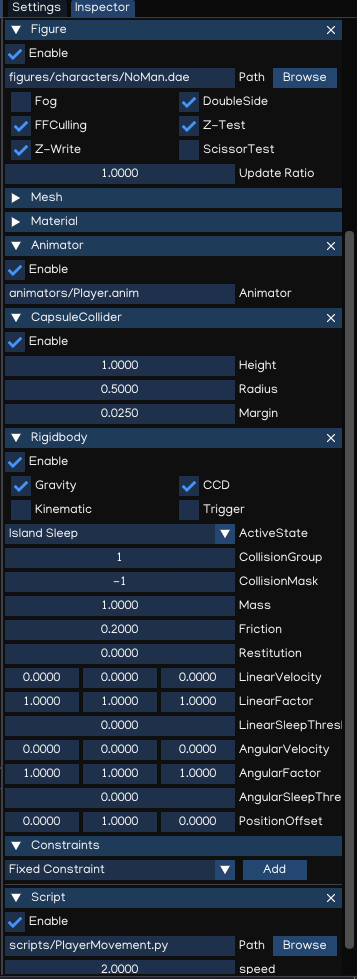 Settings Inspector
Figure
Enable
figures/characters/NoMan.dae Path Browse
Fog DoubleSide
FFCulling Z-Test
Z-Write ScissorTest
1.0000 Update Ratio
Mesh
Material
Animator
Enable
animators/Player.anim Animator
CapsuleCollider
Enable
1.0000 Height
0.5000 Radius
0.0250 Margin
Rigidbody
Enable
Gravity CCD
Kinematic Trigger
Island Sleep ActiveState
1 CollisionGroup
-1 CollisionMask
1.0000 Mass
0.2000 Friction
0.0000 Restitution
0.0000 0.0000 0.0000 LinearVelocity
1.0000 1.0000 1.0000 LinearFactor
0.0000 LinearSleepThresl
0.0000 0.0000 0.0000 AngularVelocity
1.0000 1.0000 1.0000 AngularFactor
0.0000 AngularSleepThre
0.0000 1.0000 0.0000 PositionOffset
Constraints
Fixed Constraint Add
Script
Enable
scripts/PlayerMovement.py Path Browse
2.0000 speed